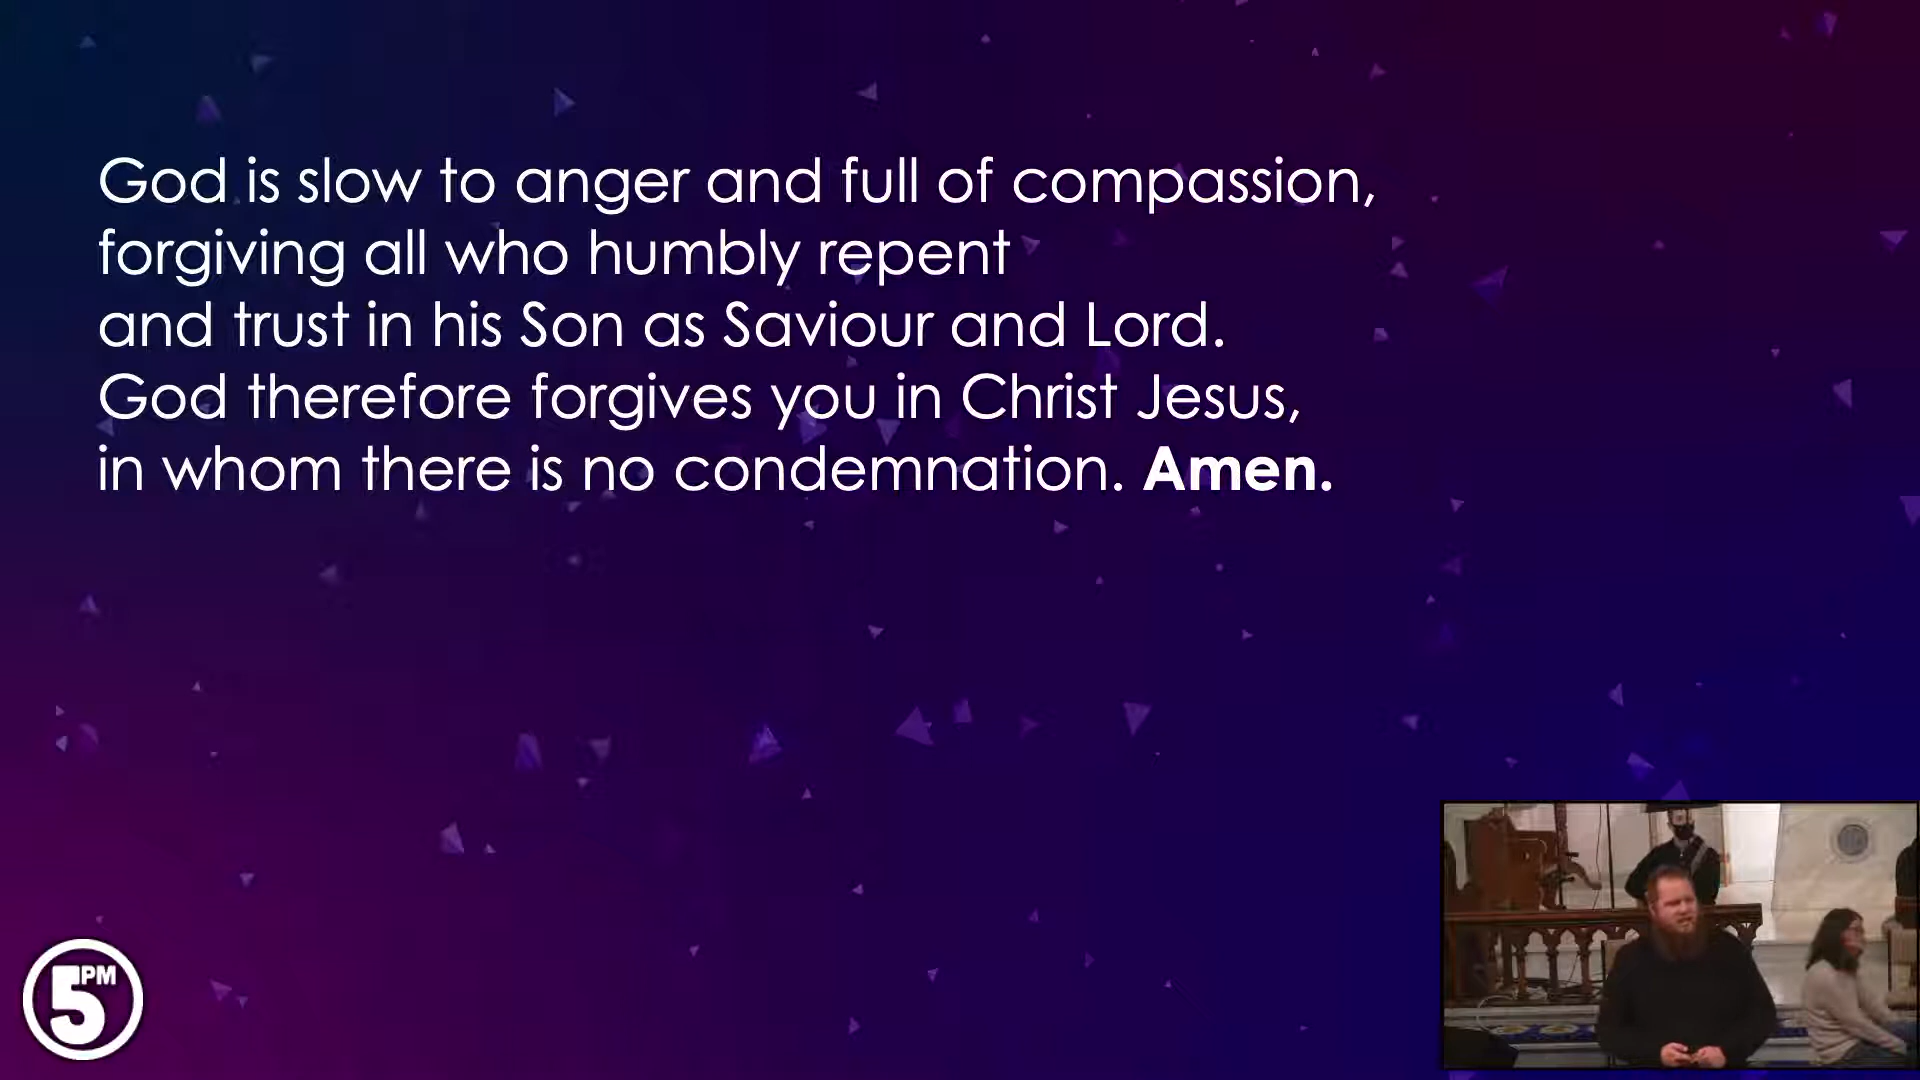 God is slow to anger and full of compassion,
forgiving all who humbly repent
and trust in his Son as Saviour and Lord.
God therefore forgives you in Christ Jesus,
in whom there is no condemnation. Amen.
5PM